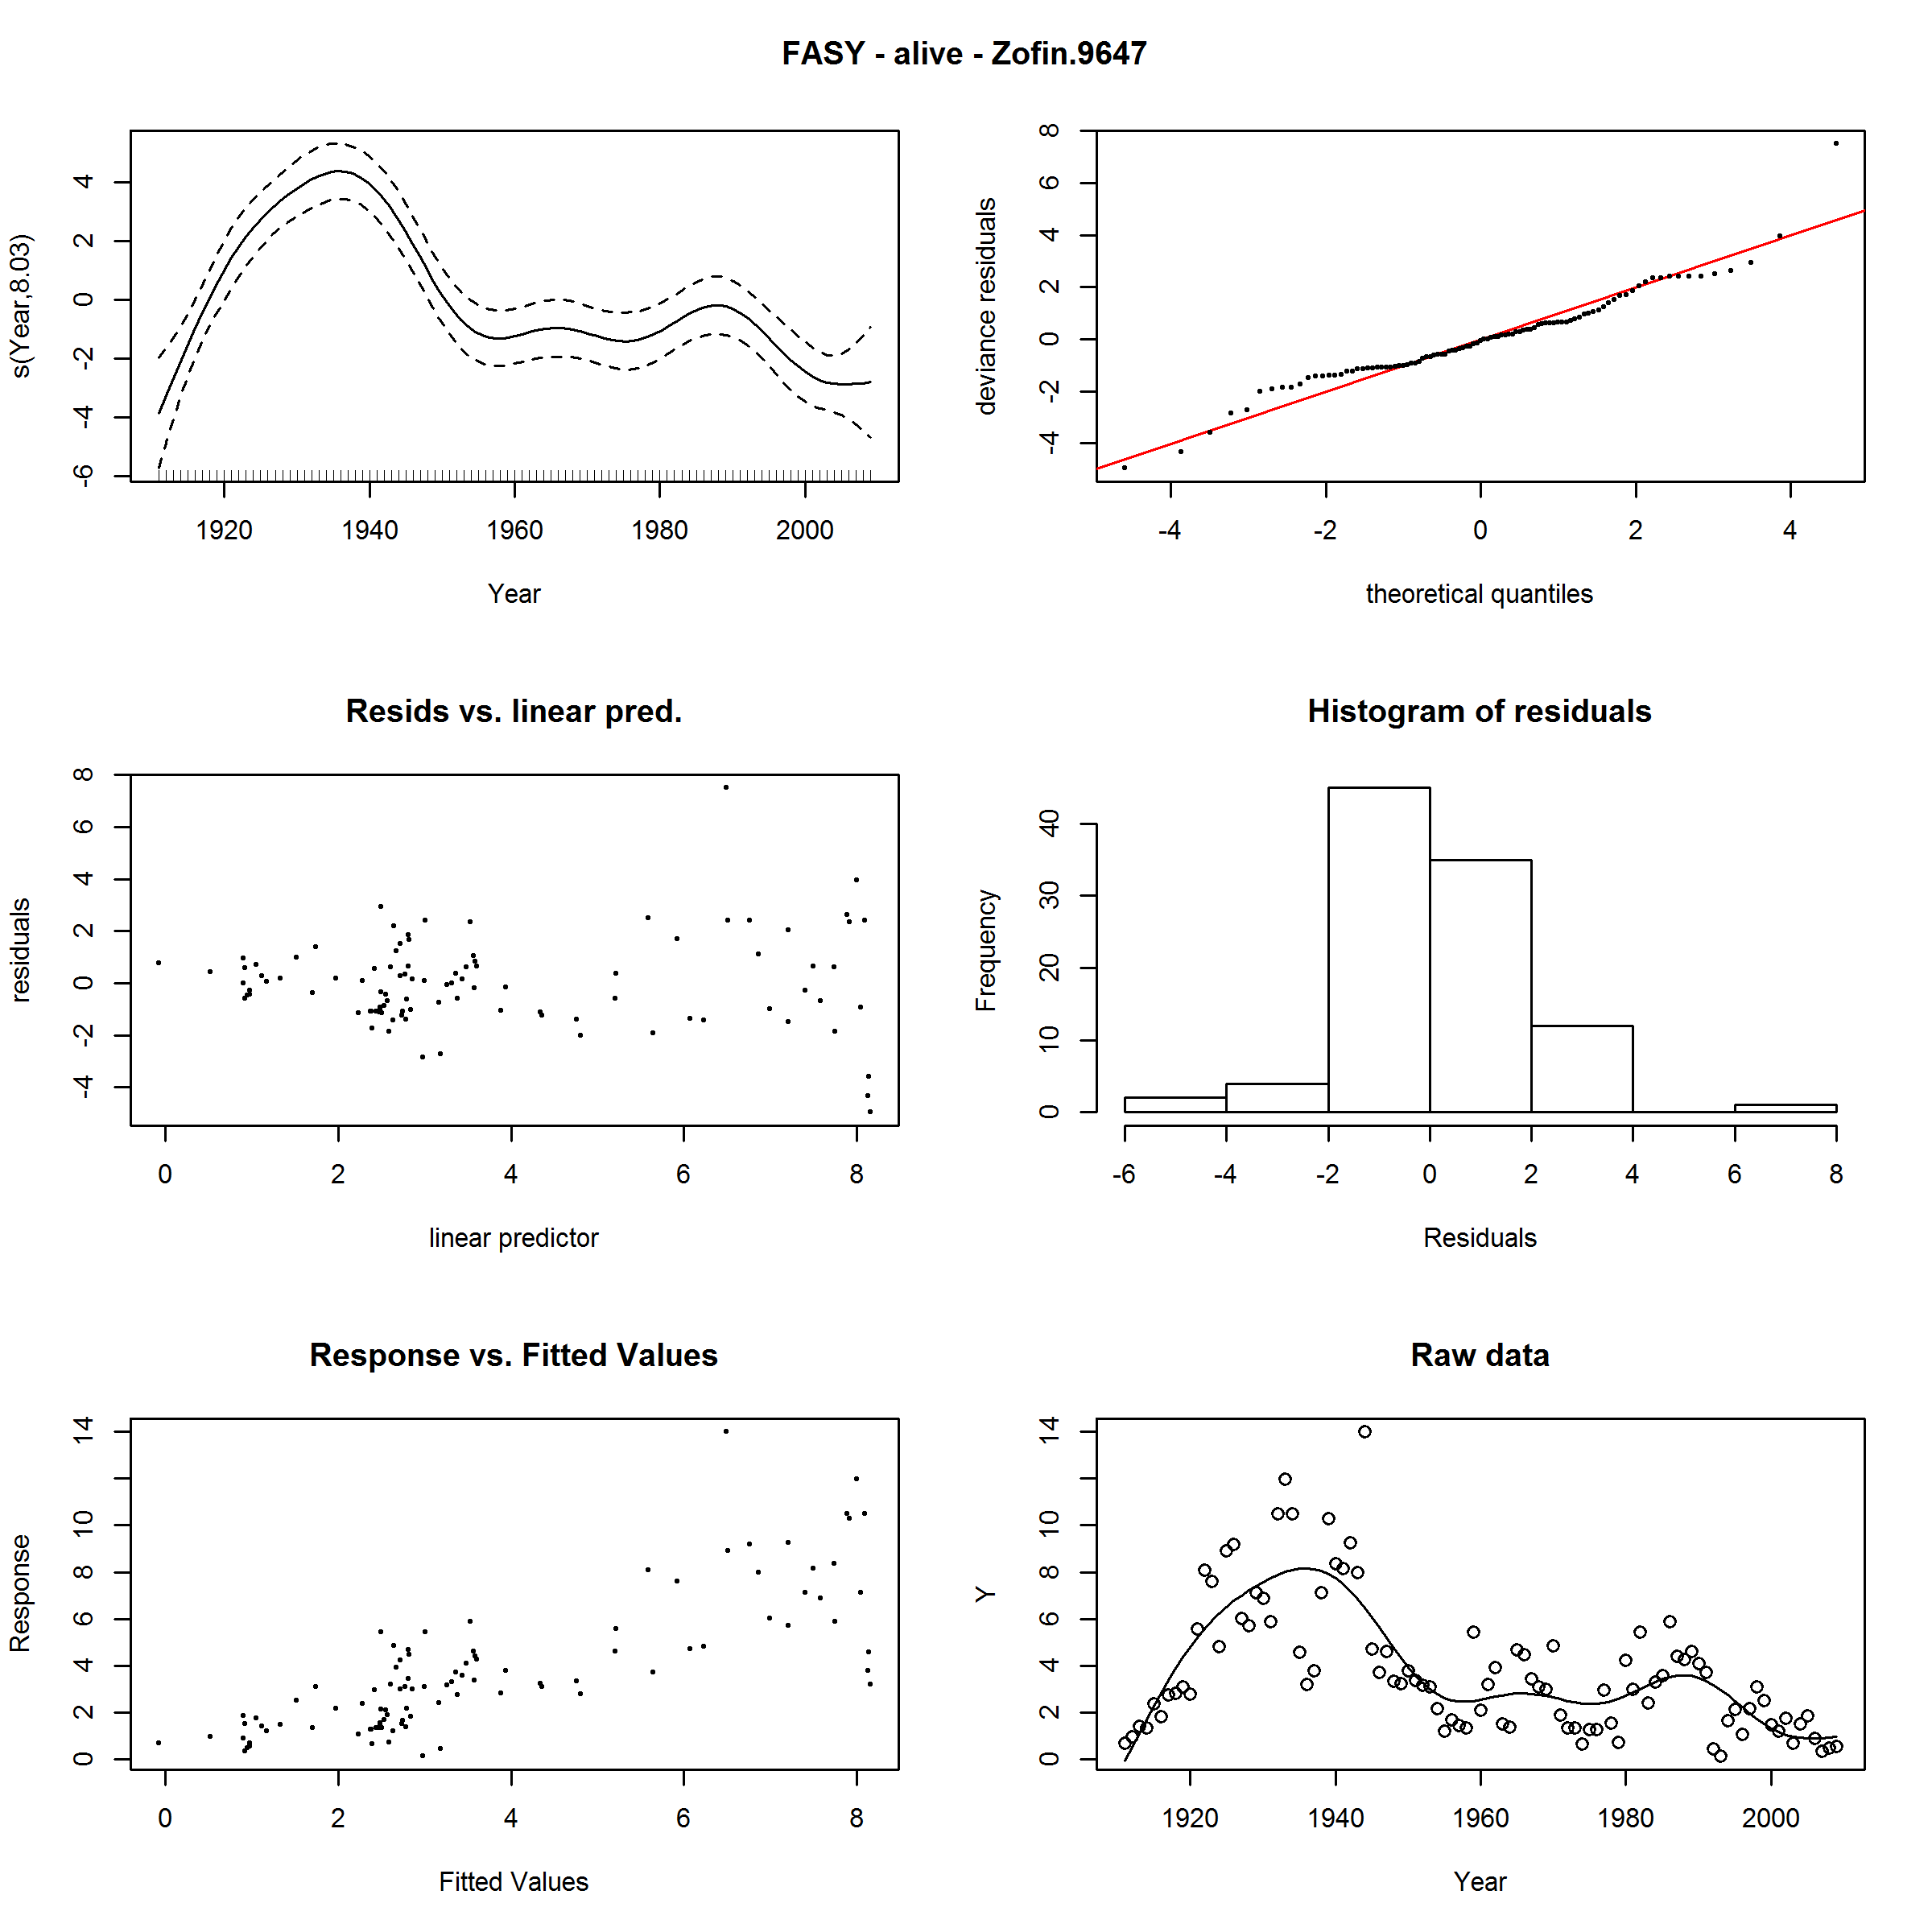 FASY - alive - Zofin.9647
s(Year,8.03)
4
2
0
-2
-4
-6
1920 1940 1960 1980 2000
Year
deviance residuals
8
6
4
2
0
-2
-4
-4 -2 0 2 4
theoretical quantiles
Resids vs. linear pred.
residuals
8
6
4
2
0
-2
-4
0 2 4 6 8
linear predictor
Histogram of residuals
Frequency
40
30
20
10
0
-6 -4 -2 0 2 4 6 8
Residuals
Response vs. Fitted Values
Response
14
10
8
6
4
2
0
0 2 4 6 8
Fitted Values
Raw data
Y
14
10
8
6
4
2
0
1920 1940 1960 1980 2000
Year